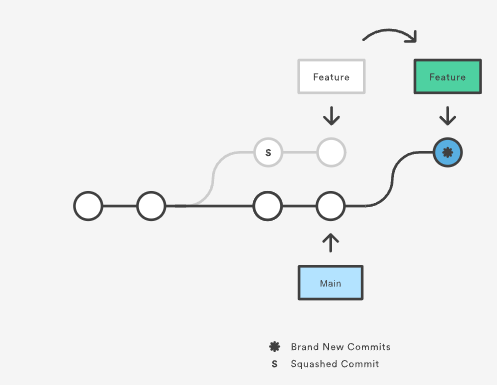 Feature
Feature
S
Main
Brand New Commits
S Squashed Commit